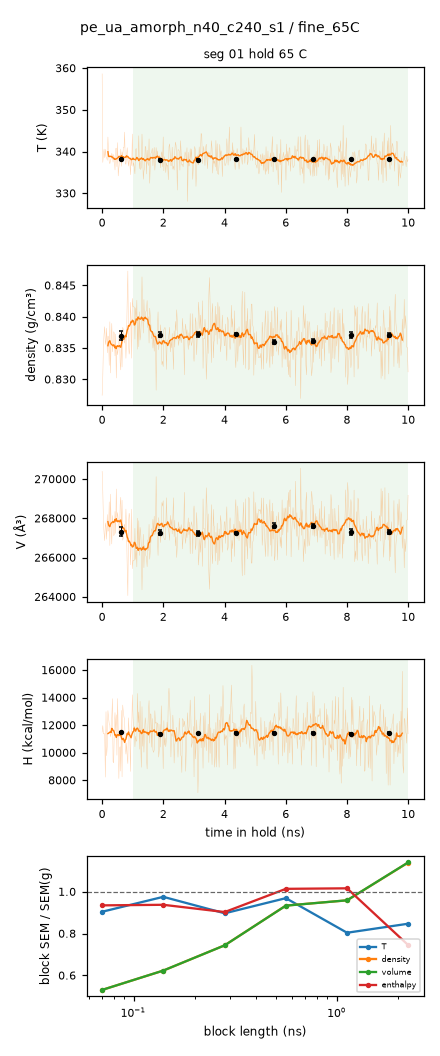 pe_ua_amorph_n40_c240_s1 / fine_65C
seg 01 hold 65 C
T (K)
360
350
340
330
0 2 4 6 8 10
density (g/cm³)
0.845
0.840
0.835
0.830
0 2 4 6 8 10
V (Å³)
270000
268000
266000
264000
0 2 4 6 8 10
H (kcal/mol)
16000
14000
12000
10000
8000
0 2 4 6 8 10
time in hold (ns)
block SEM / SEM(g)
1.0
0.8
0.6
T
density
volume
enthalpy
10⁻¹ 10⁰
block length (ns)